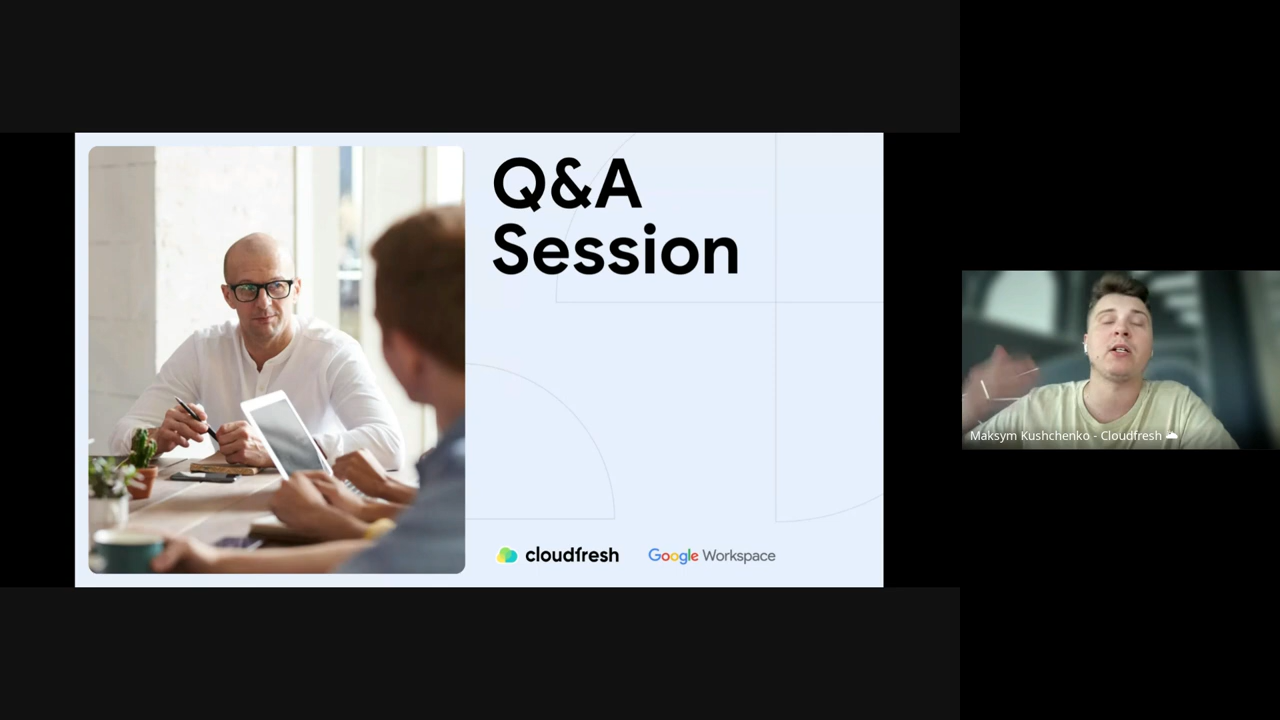 Q&A
Session
cloudfresh
Google Workspace
Maksym Kushchenko - Cloudfresh 🌥